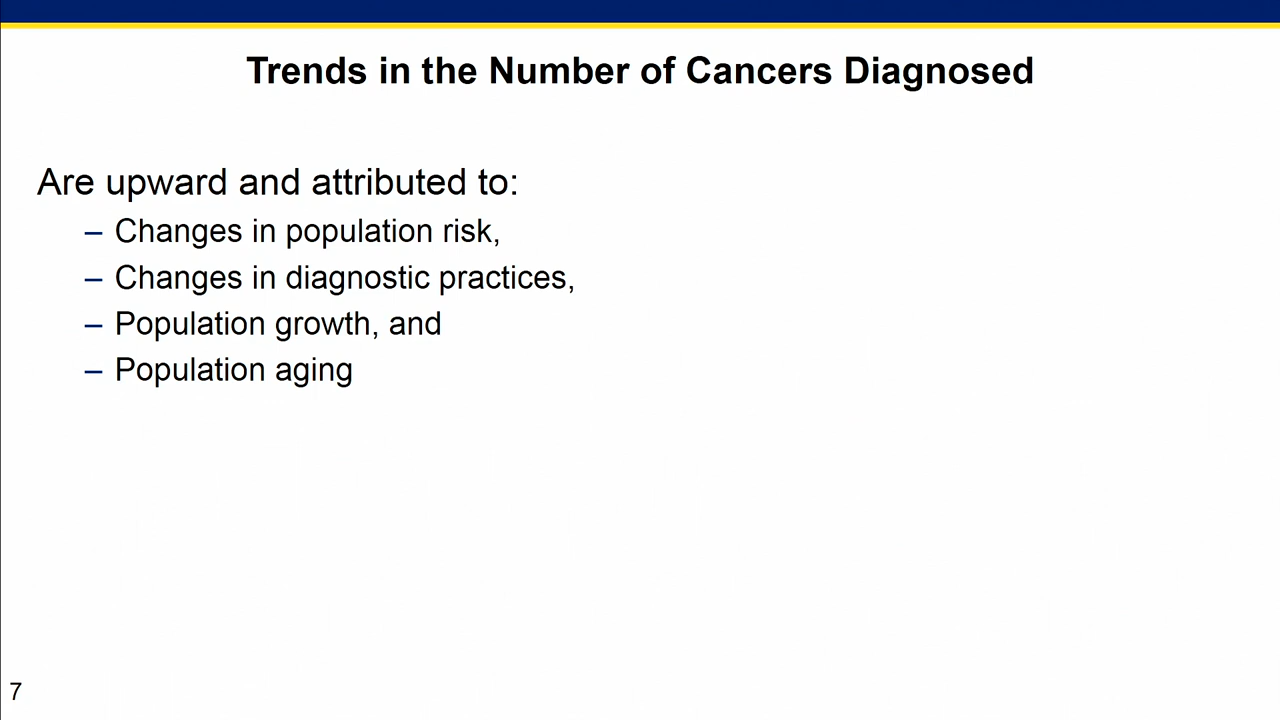 Trends in the Number of Cancers Diagnosed
Are upward and attributed to:
– Changes in population risk,
– Changes in diagnostic practices,
– Population growth, and
– Population aging
7